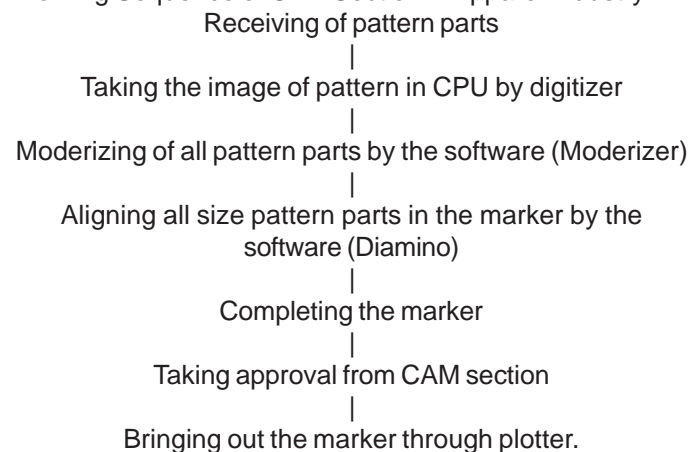 Receiving of pattern parts
|
Taking the image of pattern in CPU by digitizer
|
Moderizing of all pattern parts by the software (Moderizer)
|
Aligning all size pattern parts in the marker by the
software (Diamino)
|
Completing the marker
|
Taking approval from CAM section
|
Bringing out the marker through plotter.